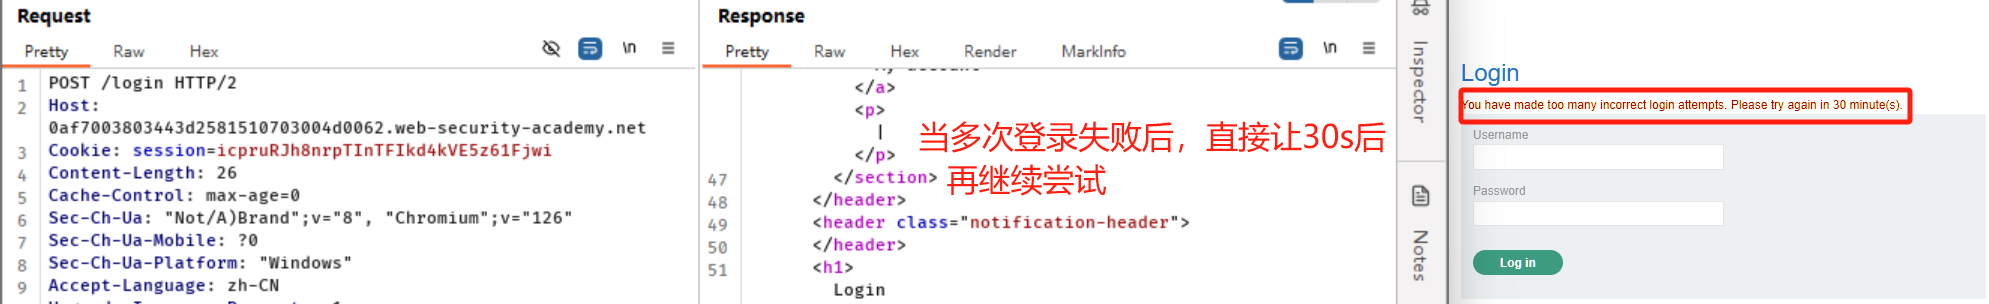 Request
Pretty Raw Hex \n
1 POST /login HTTP/2
2 Host:
0af7003803443d2581510703004d0062.web-security-academy.net
3 Cookie: session=icpruRJh8nrpTInTFIkd4kVE5z61Fjwi
4 Content-Length: 26
5 Cache-Control: max-age=0
6 Sec-Ch-Ua: "Not/A)Brand";v="8", "Chromium";v="126"
7 Sec-Ch-Ua-Mobile: ?0
8 Sec-Ch-Ua-Platform: "Windows"
9 Accept-Language: zh-CN
Response
Pretty Raw Hex Render MarkInfo \n
</a>
<p>
|
</p>
47 </section>
48 </header>
49 <header class="notification-header">
50 </header>
51 <h1>
Login
当多次登录失败后，直接让30s后
再继续尝试
Inspector
Notes
Login
You have made too many incorrect login attempts. Please try again in 30 minute(s).
Username
Password
Log in